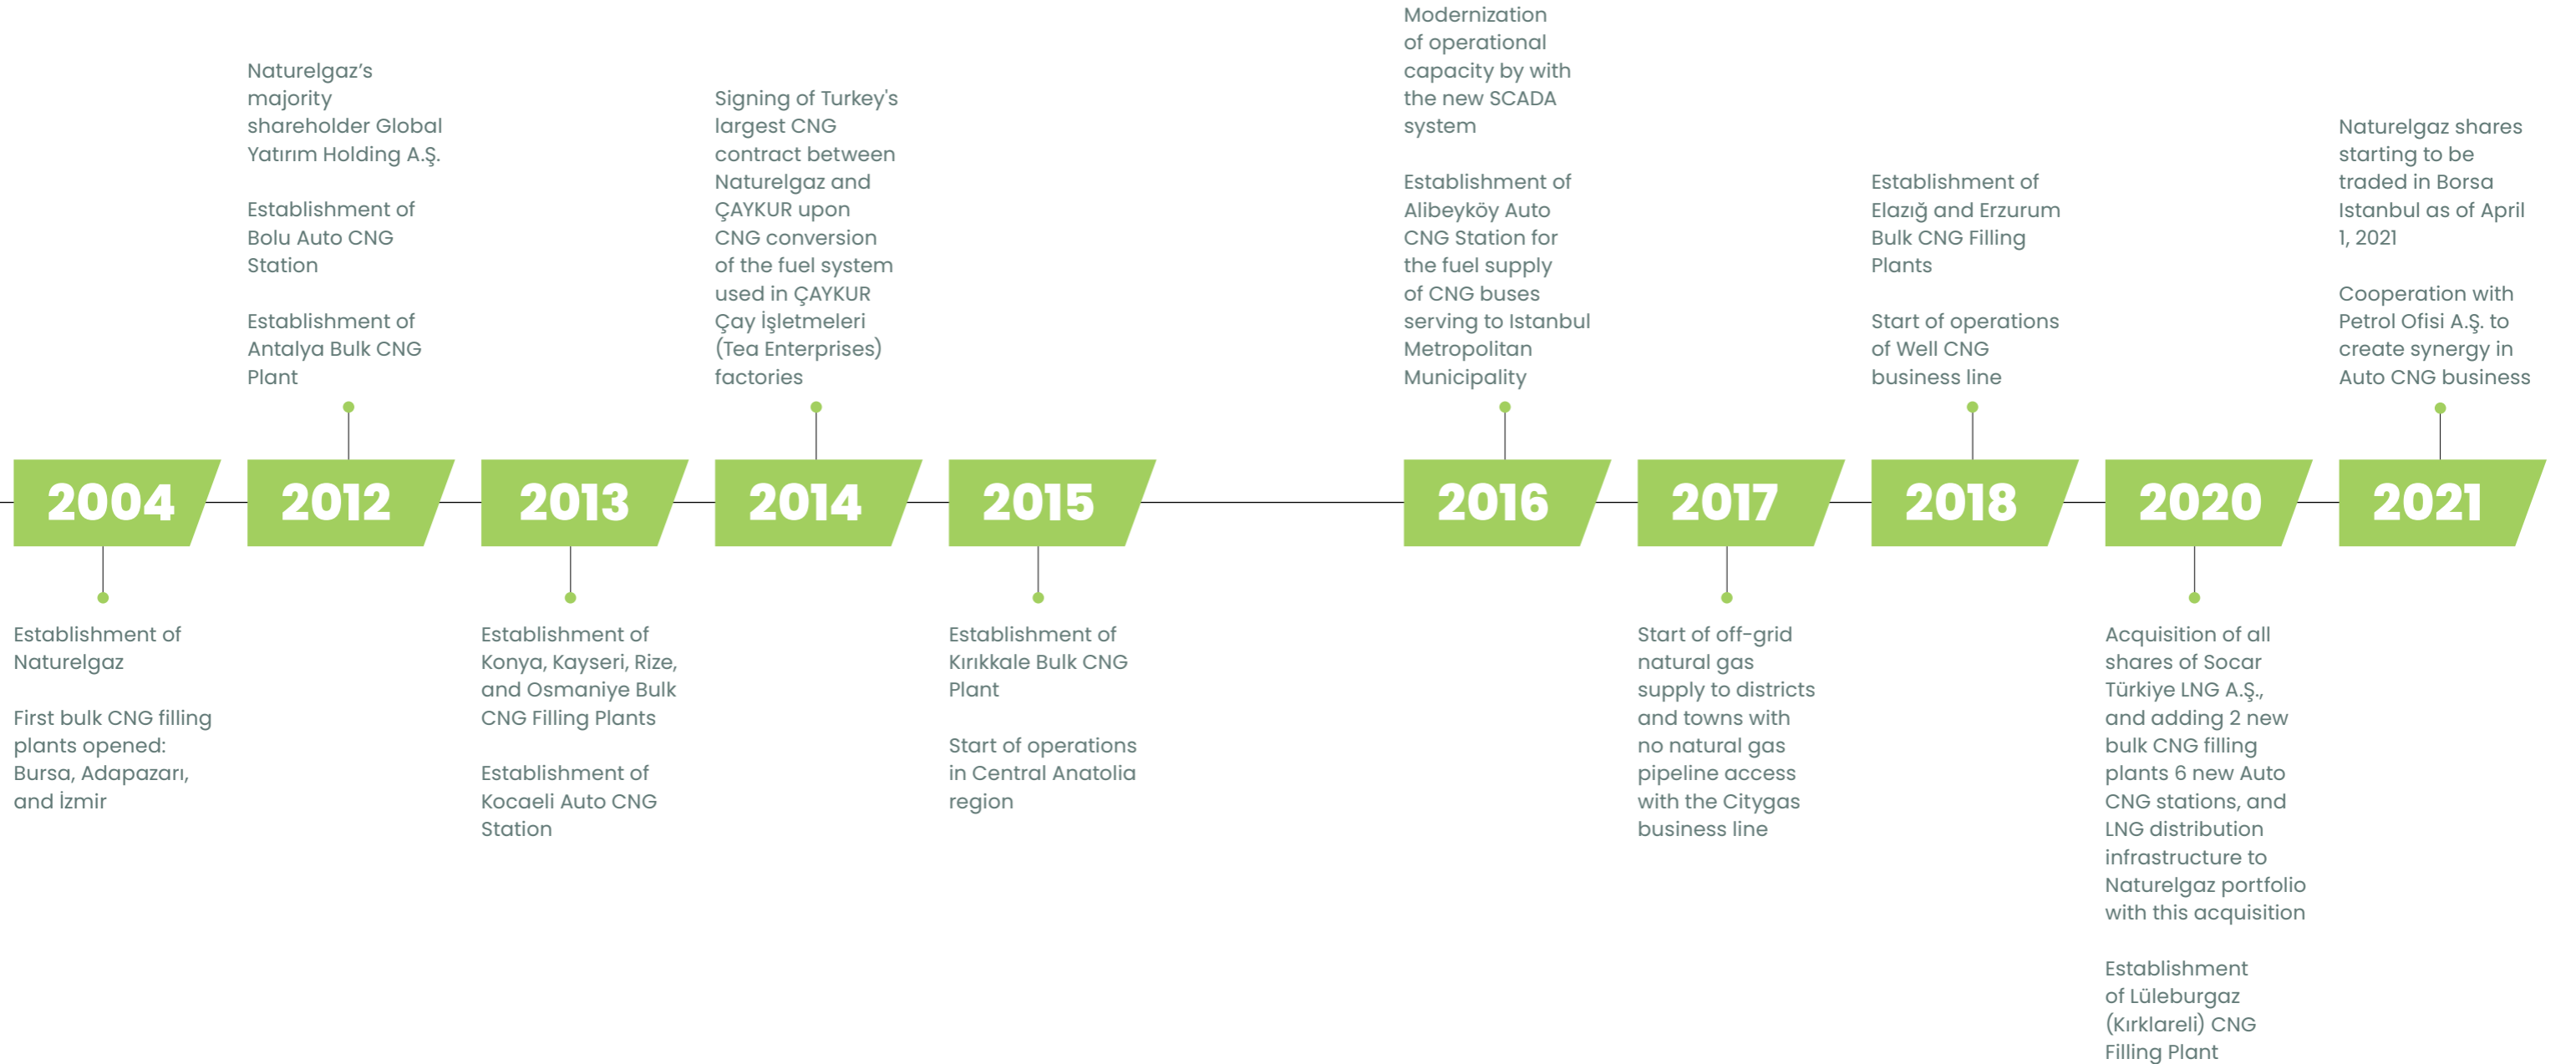 2004
Establishment of
Naturelgaz
First bulk CNG filling
plants opened:
Bursa, Adapazarı,
and İzmir
Naturelgaz’s
majority
shareholder Global
Yatırım Holding A.Ş.
Establishment of
Bolu Auto CNG
Station
Establishment of
Antalya Bulk CNG
Plant
2012
2013
Establishment of
Konya, Kayseri, Rize,
and Osmaniye Bulk
CNG Filling Plants
Establishment of
Kocaeli Auto CNG
Station
Signing of Turkey's
largest CNG
contract between
Naturelgaz and
ÇAYKUR upon
CNG conversion
of the fuel system
used in ÇAYKUR
Çay İşletmeleri
(Tea Enterprises)
factories
2014
2015
Establishment of
Kırıkkale Bulk CNG
Plant
Start of operations
in Central Anatolia
region
Modernization
of operational
capacity by with
the new SCADA
system
Establishment of
Alibeyköy Auto
CNG Station for
the fuel supply
of CNG buses
serving to Istanbul
Metropolitan
Municipality
2016
2017
Start of off-grid
natural gas
supply to districts
and towns with
no natural gas
pipeline access
with the Citygas
business line
Establishment of
Elazığ and Erzurum
Bulk CNG Filling
Plants
Start of operations
of Well CNG
business line
2018
2020
Acquisition of all
shares of Socar
Türkiye LNG A.Ş.,
and adding 2 new
bulk CNG filling
plants 6 new Auto
CNG stations, and
LNG distribution
infrastructure to
Naturelgaz portfolio
with this acquisition
Establishment
of Lüleburgaz
(Kırklareli) CNG
Filling Plant
Naturelgaz shares
starting to be
traded in Borsa
Istanbul as of April
1, 2021
Cooperation with
Petrol Ofisi A.Ş. to
create synergy in
Auto CNG business
2021